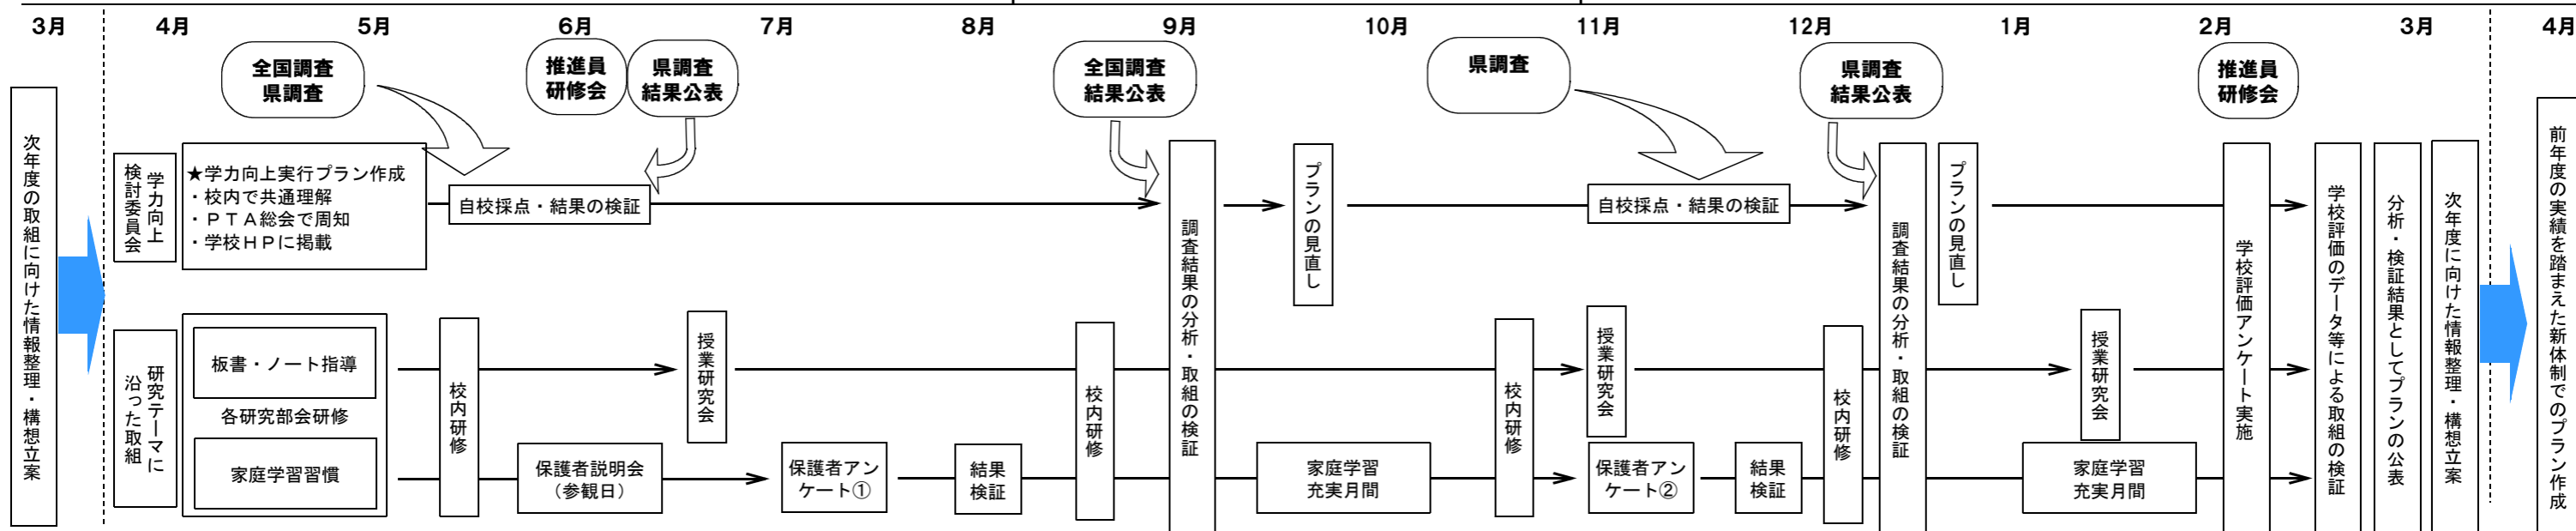 3月
4月
5月
6月
7月
8月
9月
10月
11月
12月
1月
2月
3月
4月
全国調査
県調査
推進員
研修会
県調査
結果公表
全国調査
結果公表
県調査
県調査
結果公表
推進員
研修会
次年度の取組に向けた情報整理・構想立案
学力向上
検討委員会
★学力向上実行プラン作成
・校内で共通理解
・ＰＴＡ総会で周知
・学校ＨＰに掲載
自校採点・結果の検証
調査結果の分析・取組の検証
プランの見直し
自校採点・結果の検証
調査結果の分析・取組の検証
プランの見直し
学校評価アンケート実施
学校評価のデータ等による取組の検証
分析・検証結果としてプランの公表
次年度に向けた情報整理・構想立案
前年度の実績を踏まえた新体制でのプラン作成
研究テーマに
沿った取組
板書・ノート指導
各研究部会研修
家庭学習習慣
校内研修
保護者説明会
（参観日）
授業研究会
保護者アン
ケート①
結果
検証
校内研修
家庭学習
充実月間
校内研修
授業研究会
保護者アン
ケート②
結果
検証
校内研修
家庭学習
充実月間
授業研究会